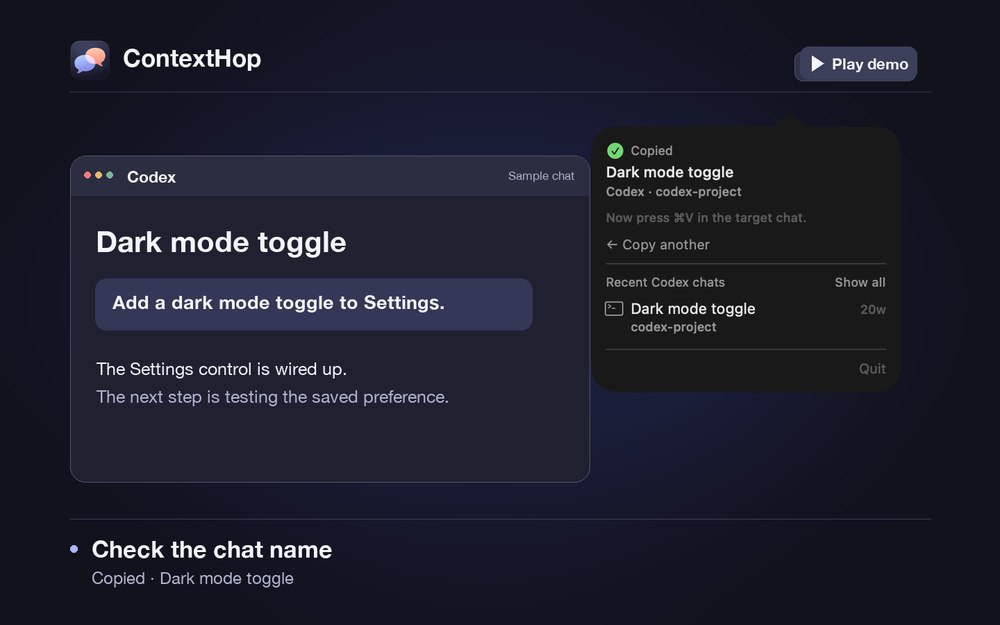 ContextHop
Play demo
Codex
Sample chat
Dark mode toggle
Add a dark mode toggle to Settings.
The Settings control is wired up.
The next step is testing the saved preference.
Copied
Dark mode toggle
Codex · codex-project
Now press ⌘V in the target chat.
← Copy another
Recent Codex chats
Show all
Dark mode toggle
20w
codex-project
Quit
Check the chat name
Copied · Dark mode toggle